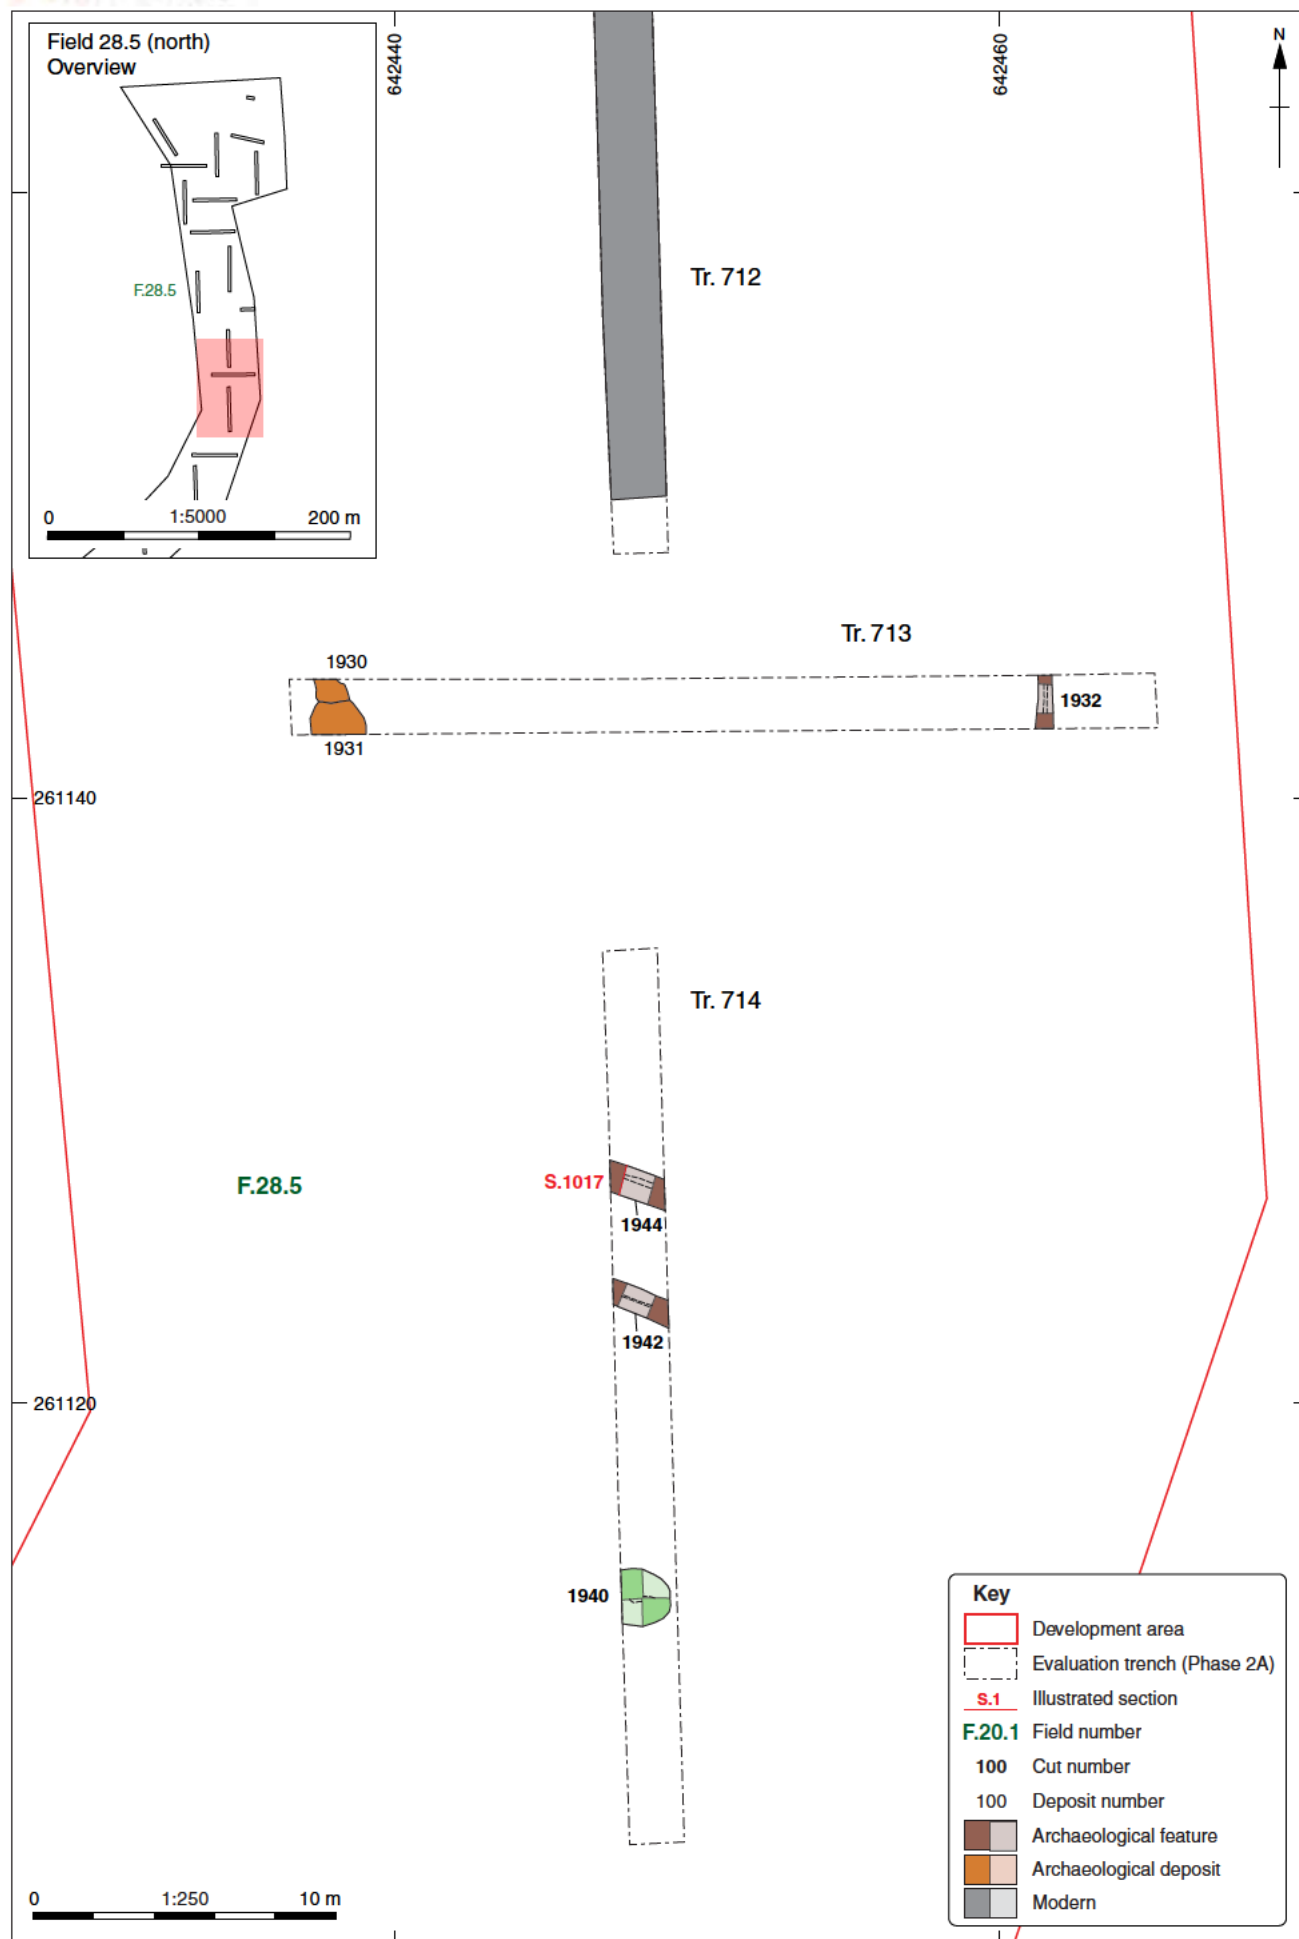 Field 28.5 (north)
Overview
F.28.5
0 1:5000 200 m
642440
642460
N
Tr. 712
Tr. 713
1930
1931
1932
261140
Tr. 714
F.28.5
S.1017
1944
1942
261120
1940
Key
Development area
Evaluation trench (Phase 2A)
S.1 Illustrated section
F.20.1 Field number
100 Cut number
100 Deposit number
Archaeological feature
Archaeological deposit
Modern
0 1:250 10 m